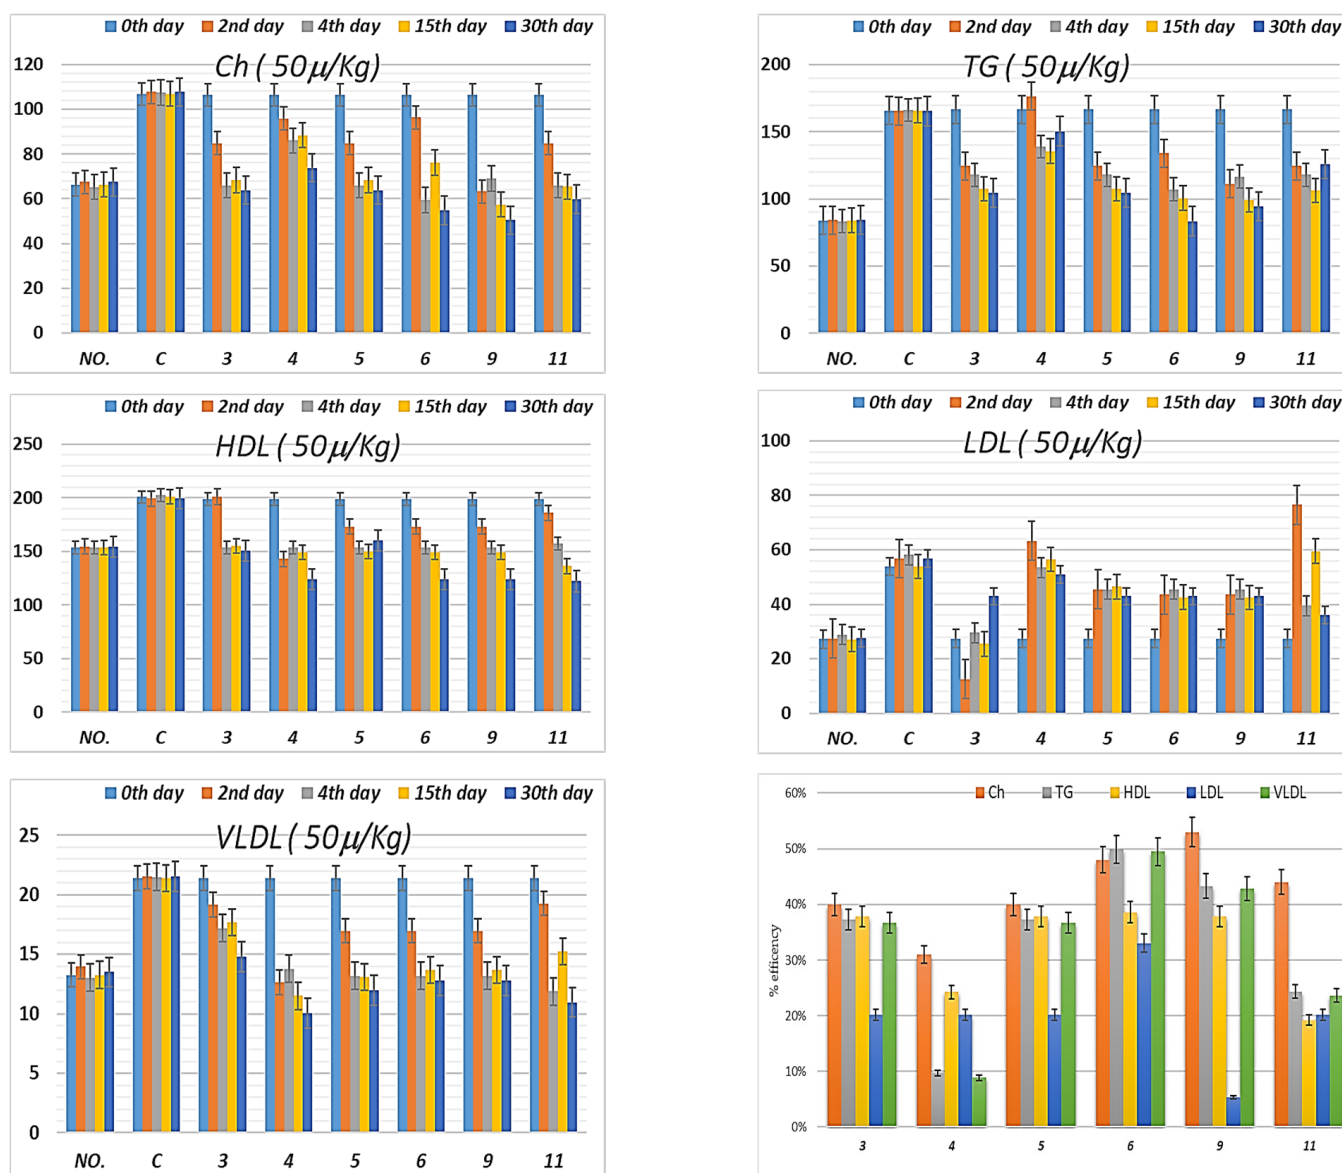 0th day 2nd day 4th day 15th day 30th day
Ch ( 50μ/Kg)
120
100
80
60
40
20
0
NO. C 3 4 5 6 9 11
0th day 2nd day 4th day 15th day 30th day
TG ( 50μ/Kg)
200
150
100
50
0
NO. C 3 4 5 6 9 11
0th day 2nd day 4th day 15th day 30th day
HDL ( 50μ/Kg)
250
200
150
100
50
0
NO. C 3 4 5 6 9 11
0th day 2nd day 4th day 15th day 30th day
LDL ( 50μ/Kg)
100
80
60
40
20
0
NO. C 3 4 5 6 9 11
0th day 2nd day 4th day 15th day 30th day
VLDL ( 50μ/Kg)
25
20
15
10
5
0
NO. C 3 4 5 6 9 11
Ch TG HDL LDL VLDL
60%
50%
40%
30%
20%
10%
0%
% efficency
3 4 5 6 9 11